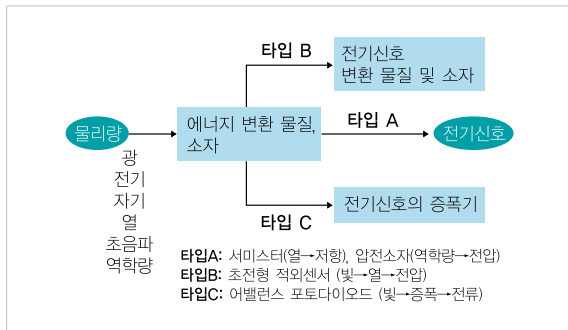 타입 B
전기신호
변환 물질 및 소자
물리량
에너지 변환 물질,
소자
타입 A
전기신호
광
전기
자기
열
초음파
역학량
타입 C
전기신호의 증폭기
타입A: 서미스터(열→저항), 압전소자(역학량→전압)
타입B: 초전형 적외센서 (빛→열→전압)
타입C: 어밸런스 포토다이오드 (빛→증폭→전류)